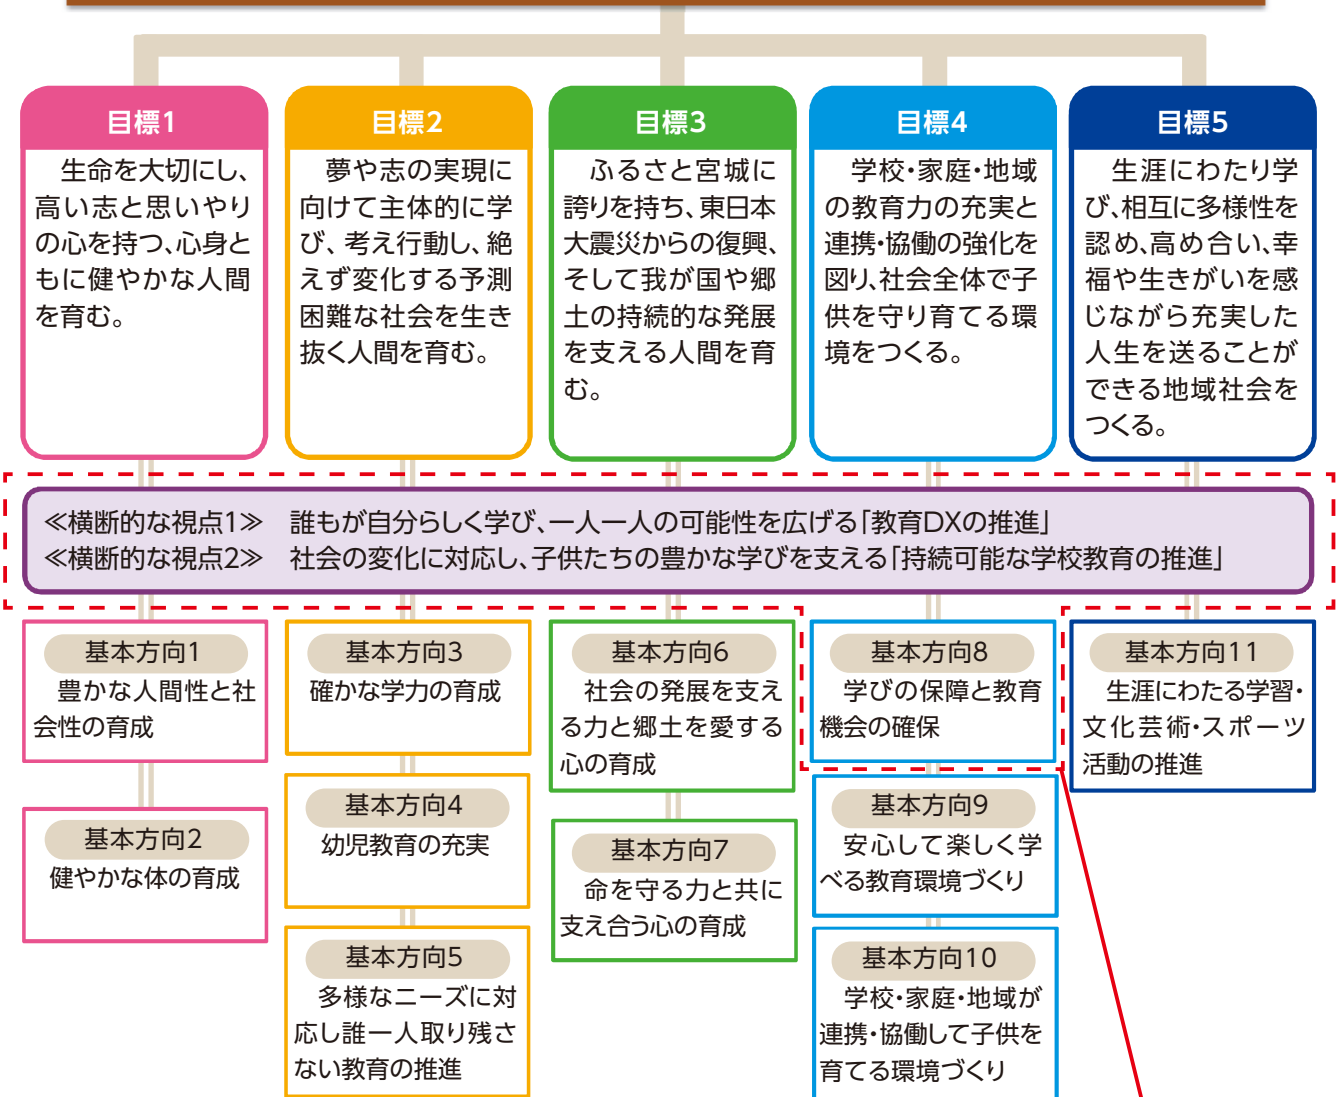 目標1
生命を大切にし、
高い志と思いやり
の心を持つ、心身と
もに健やかな人間
を育む。
目標2
夢や志の実現に
向けて主体的に学
び、考え行動し、絶
えず変化する予測
困難な社会を生き
抜く人間を育む。
目標3
ふるさと宮城に
誇りを持ち、東日本
大震災からの復興、
そして我が国や郷
土の持続的な発展
を支える人間を育
む。
目標4
学校・家庭・地域
の教育力の充実と
連携・協働の強化を
図り、社会全体で子
供を守り育てる環
境をつくる。
目標5
生涯にわたり学
び、相互に多様性を
認め、高め合い、幸
福や生きがいを感
じながら充実した
人生を送ることが
できる地域社会を
つくる。
≪横断的な視点1≫　誰もが自分らしく学び、一人一人の可能性を広げる「教育DXの推進」
≪横断的な視点2≫　社会の変化に対応し、子供たちの豊かな学びを支える「持続可能な学校教育の推進」
基本方向1
豊かな人間性と社
会性の育成
基本方向2
健やかな体の育成
基本方向3
確かな学力の育成
基本方向4
幼児教育の充実
基本方向5
多様なニーズに対
応し誰一人取り残さ
ない教育の推進
基本方向6
社会の発展を支え
る力と郷土を愛する
心の育成
基本方向7
命を守る力と共に
支え合う心の育成
基本方向8
学びの保障と教育
機会の確保
基本方向9
安心して楽しく学
べる教育環境づくり
基本方向10
学校・家庭・地域が
連携・協働して子供を
育てる環境づくり
基本方向11
生涯にわたる学習・
文化芸術・スポーツ
活動の推進